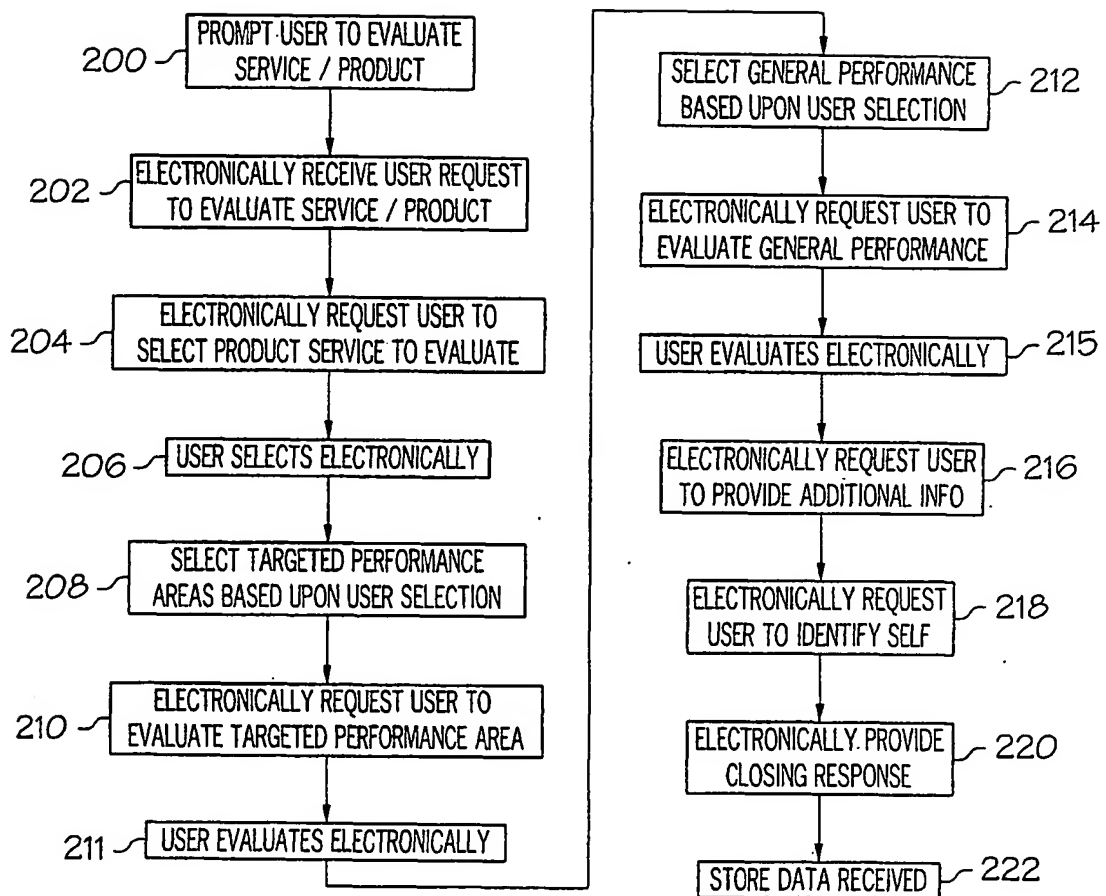 200
PROMPT USER TO EVALUATE
SERVICE / PRODUCT
202
ELECTRONICALLY RECEIVE USER REQUEST
TO EVALUATE SERVICE / PRODUCT
204
ELECTRONICALLY REQUEST USER TO
SELECT PRODUCT SERVICE TO EVALUATE
206
USER SELECTS ELECTRONICALLY
208
SELECT TARGETED PERFORMANCE
AREAS BASED UPON USER SELECTION
210
ELECTRONICALLY REQUEST USER TO
EVALUATE TARGETED PERFORMANCE AREA
211
USER EVALUATES ELECTRONICALLY
SELECT GENERAL PERFORMANCE
BASED UPON USER SELECTION
212
ELECTRONICALLY REQUEST USER TO
EVALUATE GENERAL PERFORMANCE
214
USER EVALUATES ELECTRONICALLY
215
ELECTRONICALLY REQUEST USER
TO PROVIDE ADDITIONAL INFO
216
ELECTRONICALLY REQUEST
USER TO IDENTIFY SELF
218
ELECTRONICALLY PROVIDE
CLOSING RESPONSE
220
STORE DATA RECEIVED
222